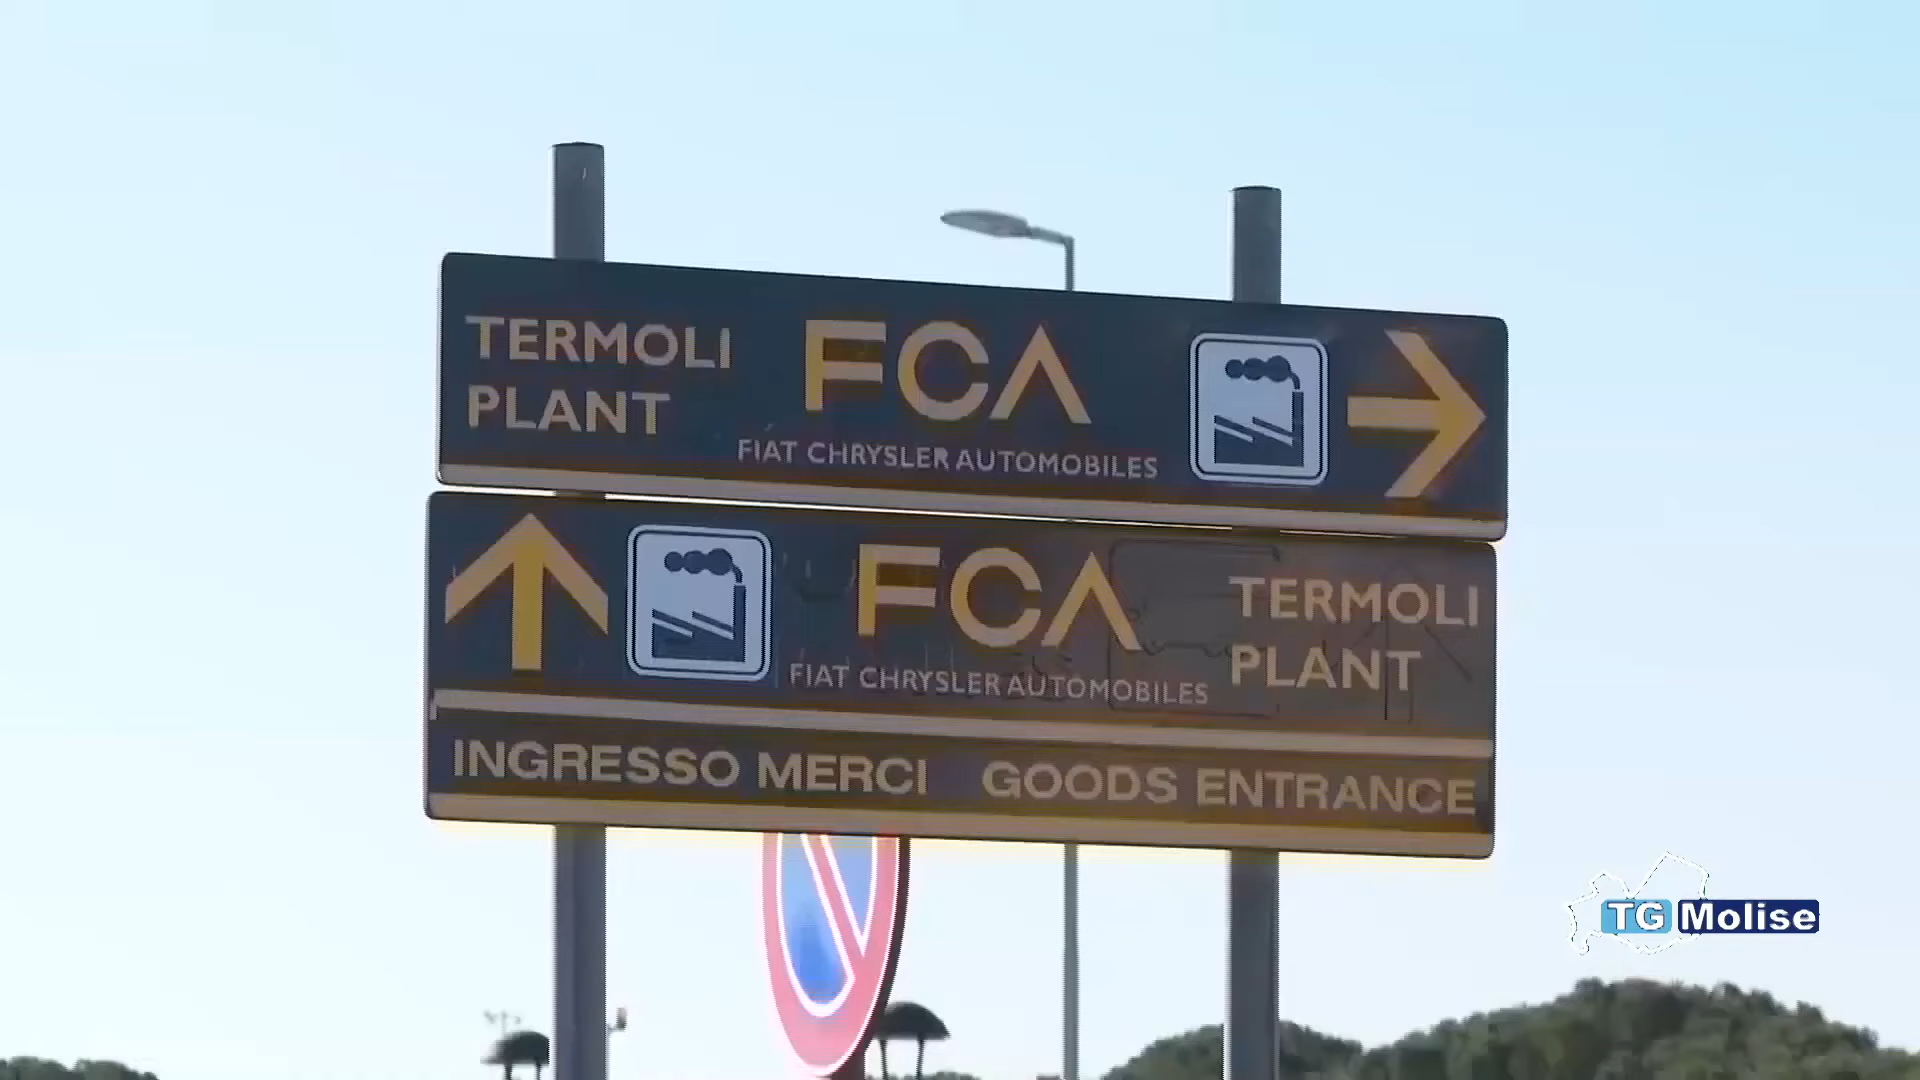 TERMOLI
PLANT
FCA
FIAT CHRYSLER AUTOMOBILES
FCA
FIAT CHRYSLER AUTOMOBILES
TERMOLI
PLANT
INGRESSO MERCI GOODS ENTRANCE
TG Molise